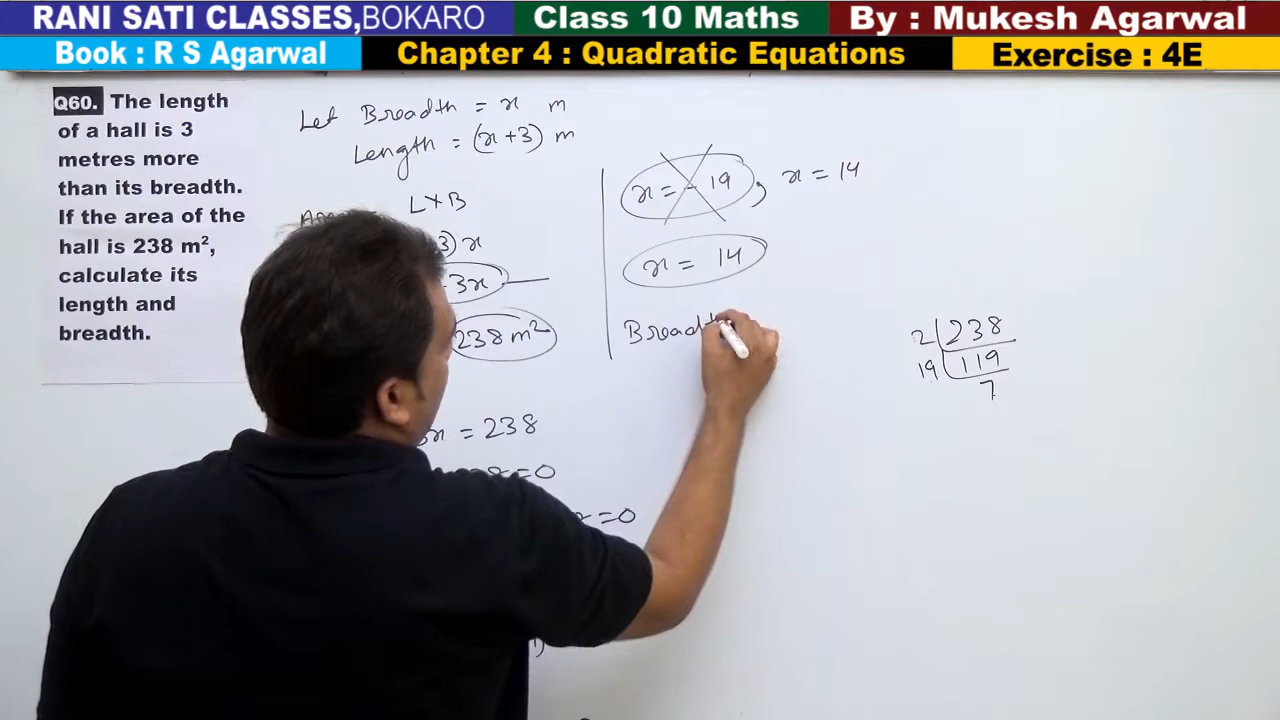 RANI SATI CLASSES,BOKARO
Class 10 Maths
By : Mukesh Agarwal
Book : R S Agarwal
Chapter 4 : Quadratic Equations
Exercise : 4E
Q60. The length
of a hall is 3
metres more
than its breadth.
If the area of the
hall is 238 m²,
calculate its
length and
breadth.
Let Breadth = x m
Length = (x+3) m
L×B
3) x
3x
238 m²
x = 238
=0
=0
x = -19, x = 14
x = 14
Breadt
2 238
19 119
7